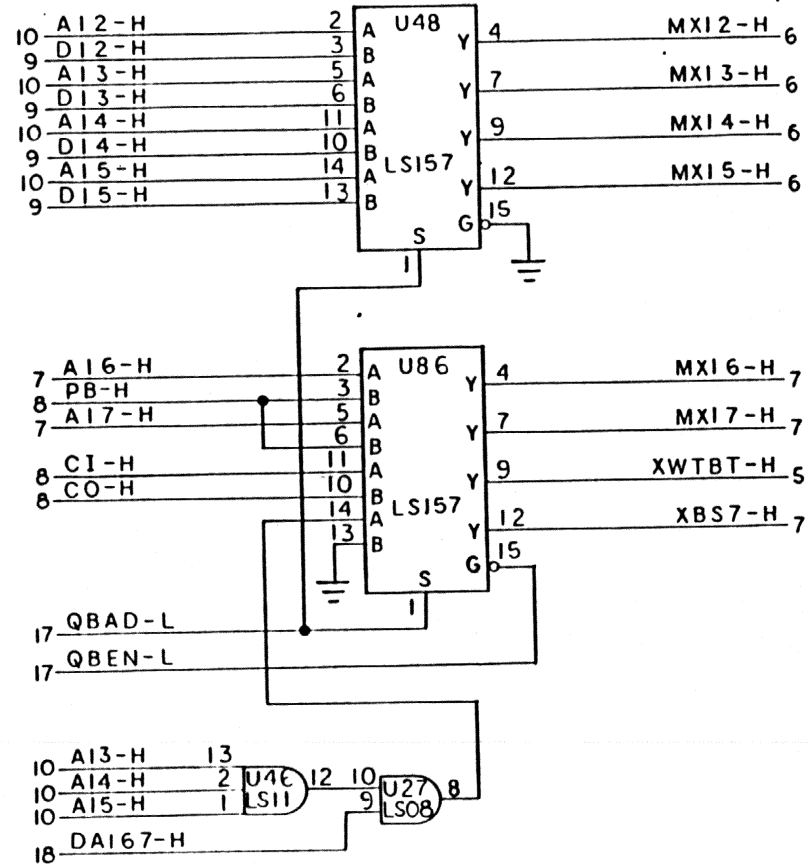 10 A12-H 2 A U48 Y 4 MX12-H 6
9 D12-H 3 B
10 A13-H 5 A Y 7 MX13-H 6
9 D13-H 6 B
10 A14-H 11 A Y 9 MX14-H 6
9 D14-H 10 B LS157
10 A15-H 14 A Y 12 MX15-H 6
9 D15-H 13 B
G 15
S
1
7 A16-H 2 A U86 Y 4 MX16-H 7
8 PB-H 3 B
7 A17-H 5 A Y 7 MX17-H 7
6 B
8 C1-H 11 A Y 9 XWTBT-H 5
8 C0-H 10 B LS157
14 A Y 12 XBS7-H 7
13 B
G 15
S
1
17 QBAD-L
17 QBEN-L
10 A13-H 13
10 A14-H 2 U46 12 10 U27 8
10 A15-H 1 LS11 9 LS08
18 DA167-H